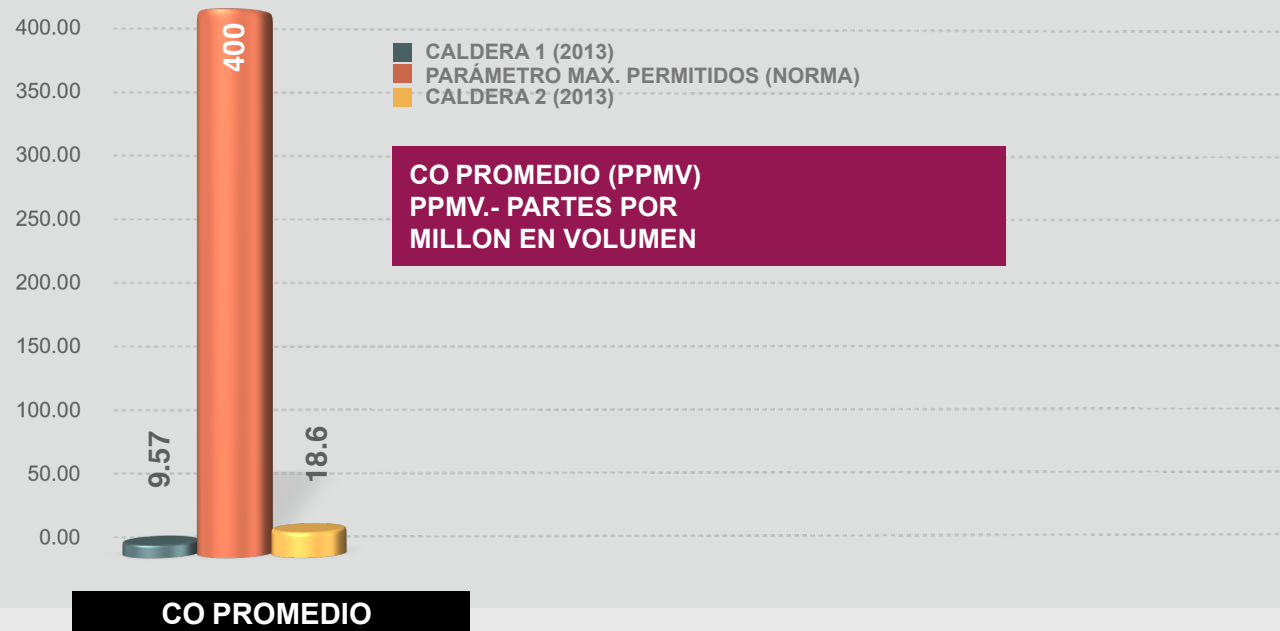 400.00
350.00
300.00
250.00
200.00
150.00
100.00
50.00
0.00
9.57
400
18.6
CALDERA 1 (2013)
PARÁMETRO MAX. PERMITIDOS (NORMA)
CALDERA 2 (2013)
CO PROMEDIO (PPMV)
PPMV.- PARTES POR
MILLON EN VOLUMEN
CO PROMEDIO